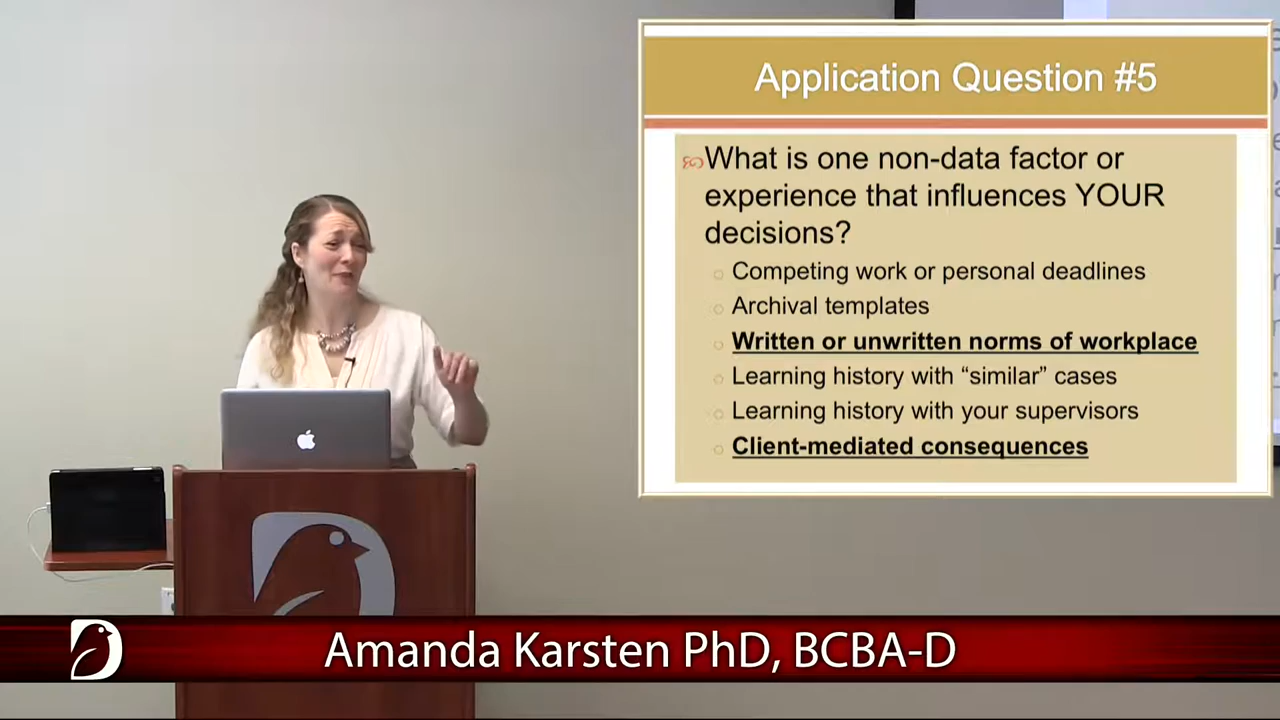 Application Question #5
What is one non-data factor or
experience that influences YOUR
decisions?
Competing work or personal deadlines
Archival templates
Written or unwritten norms of workplace
Learning history with “similar” cases
Learning history with your supervisors
Client-mediated consequences
Amanda Karsten PhD, BCBA-D